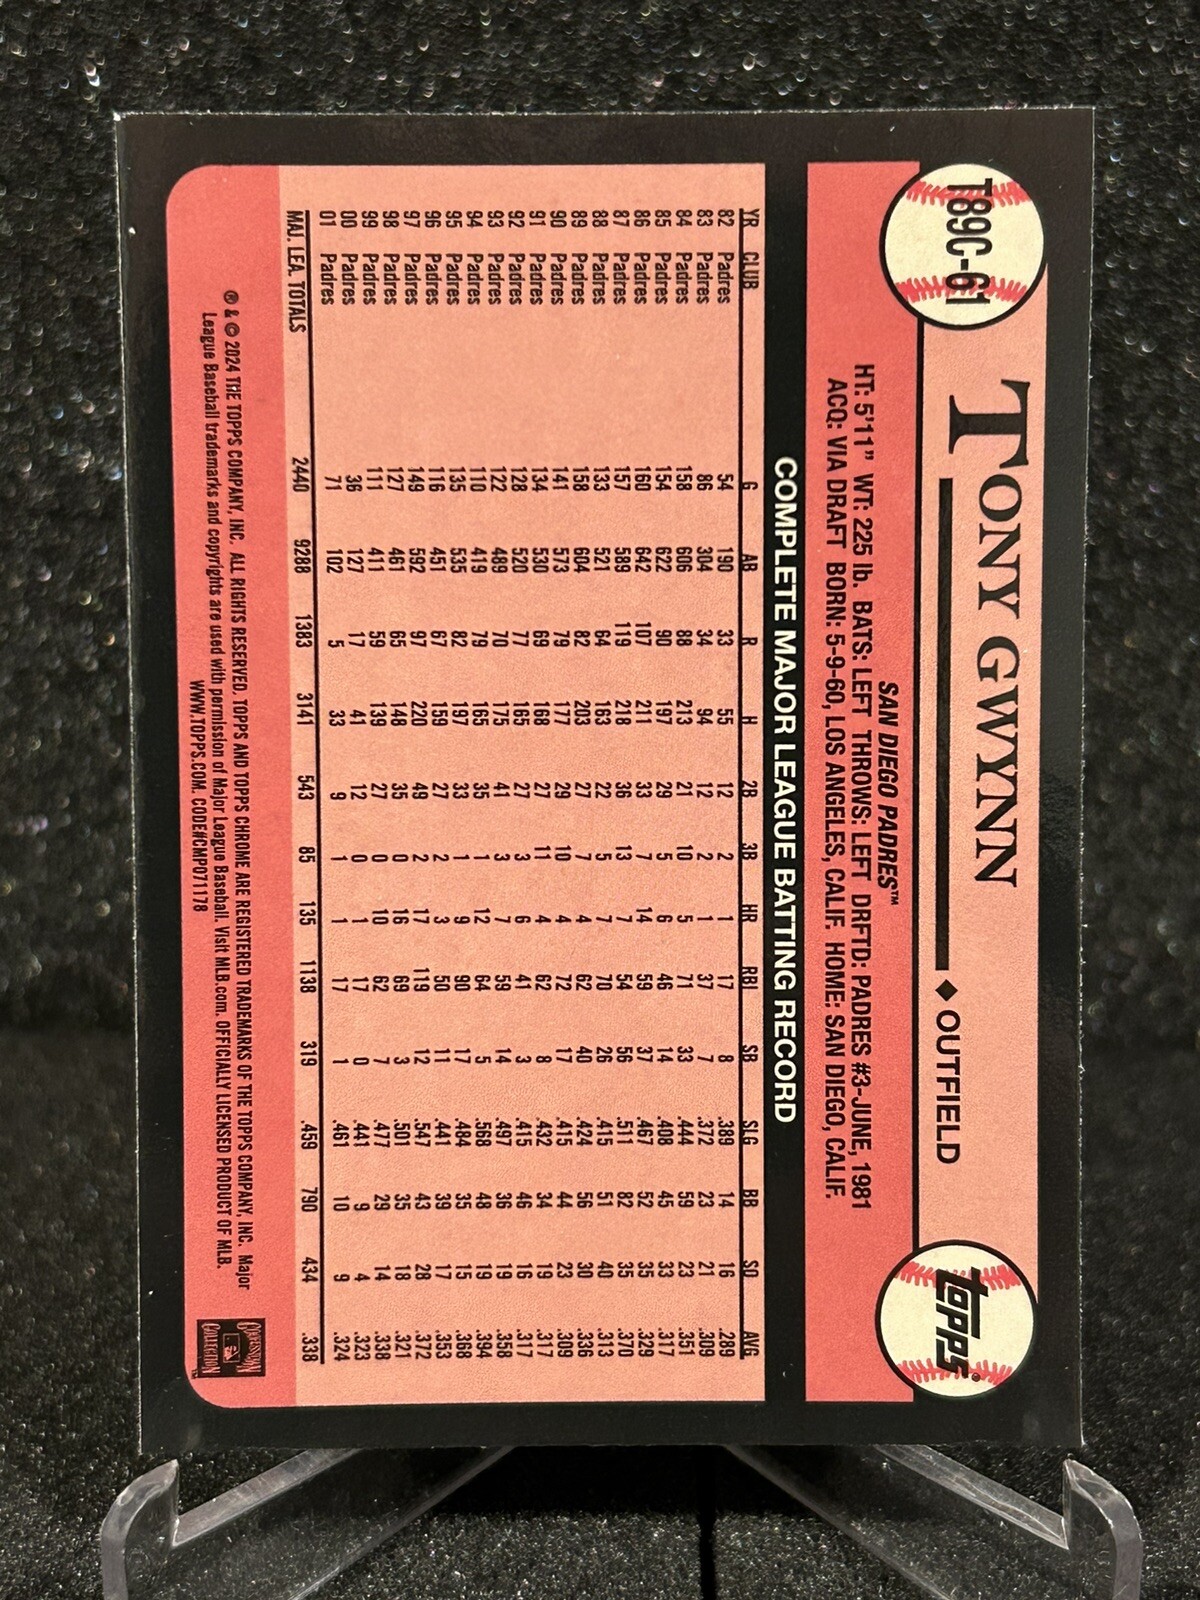 T89C-61
TONY GWYNN
◆ OUTFIELD
TOPPS®
SAN DIEGO PADRES™
HT: 5'11" WT: 225 lb. BATS: LEFT THROWS: LEFT DRFTD: PADRES #3-JUNE, 1981
ACQ: VIA DRAFT BORN: 5-9-60, LOS ANGELES, CALIF. HOME: SAN DIEGO, CALIF.
COMPLETE MAJOR LEAGUE BATTING RECORD
YR CLUB G AB R H 2B 3B HR RBI SB SLG BB SO AVG
82 Padres 54 190 33 55 12 2 1 17 8 .389 14 16 .289
83 Padres 86 304 34 94 12 2 1 37 7 .372 23 21 .309
84 Padres 158 606 88 213 21 10 5 71 33 .444 59 23 .351
85 Padres 154 622 90 197 29 5 6 46 14 .408 45 33 .317
86 Padres 160 642 107 211 33 7 14 59 37 .467 52 35 .329
87 Padres 157 589 119 218 36 13 7 54 56 .511 82 35 .370
88 Padres 133 521 64 163 22 5 7 70 26 .415 51 40 .313
89 Padres 158 604 82 203 27 7 4 62 40 .424 56 30 .336
90 Padres 141 573 79 177 29 10 4 72 17 .415 44 23 .309
91 Padres 134 530 69 168 27 11 4 62 8 .432 34 19 .317
92 Padres 128 520 77 165 27 3 6 41 3 .415 46 16 .317
93 Padres 122 489 70 175 41 3 7 59 14 .497 36 19 .358
94 Padres 110 419 79 165 35 1 12 64 5 .568 48 19 .394
95 Padres 135 535 82 197 33 1 9 90 17 .484 35 15 .368
96 Padres 116 451 67 159 27 2 3 50 11 .441 39 17 .353
97 Padres 149 592 97 220 49 2 17 119 12 .547 43 28 .372
98 Padres 127 461 65 148 35 0 16 69 3 .501 35 18 .321
99 Padres 111 411 59 139 27 0 10 62 7 .477 29 14 .338
00 Padres 36 127 17 41 12 0 1 17 0 .441 9 4 .323
01 Padres 71 102 5 33 9 1 1 17 1 .461 10 9 .324
MAJ. LEA. TOTALS 2440 9288 1383 3141 543 85 135 1138 319 .459 790 434 .338
® & © 2024 THE TOPPS COMPANY, INC. ALL RIGHTS RESERVED. TOPPS AND TOPPS CHROME ARE REGISTERED TRADEMARKS OF THE TOPPS COMPANY, INC. Major
League Baseball trademarks and copyrights are used with permission of Major League Baseball. Visit MLB.com. OFFICIALLY LICENSED PRODUCT OF MLB.
WWW.TOPPS.COM. CODE#CMP071178
COOPERSTOWN
COLLECTION™